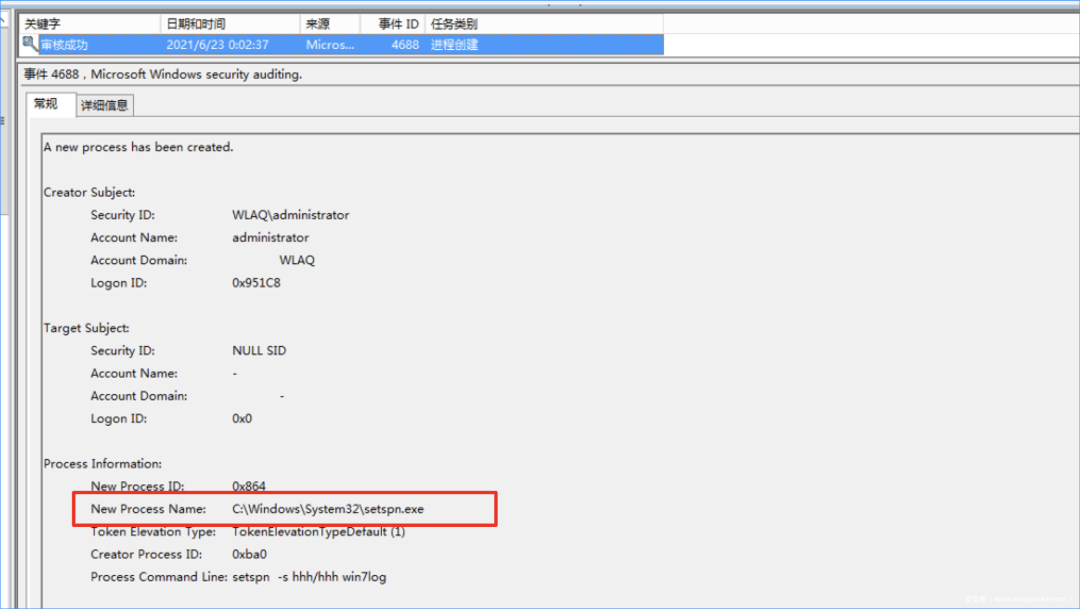 关键字 日期和时间 来源 事件 ID 任务类别
审核成功 2021/6/23 0:02:37 Micros... 4688 进程创建
事件 4688，Microsoft Windows security auditing.
常规 详细信息
A new process has been created.
Creator Subject:
Security ID: WLAQ\administrator
Account Name: administrator
Account Domain: WLAQ
Logon ID: 0x951C8
Target Subject:
Security ID: NULL SID
Account Name: -
Account Domain: -
Logon ID: 0x0
Process Information:
New Process ID: 0x864
New Process Name: C:\Windows\System32\setspn.exe
Token Elevation Type: TokenElevationTypeDefault (1)
Creator Process ID: 0xba0
Process Command Line: setspn -s hhh/hhh win7log